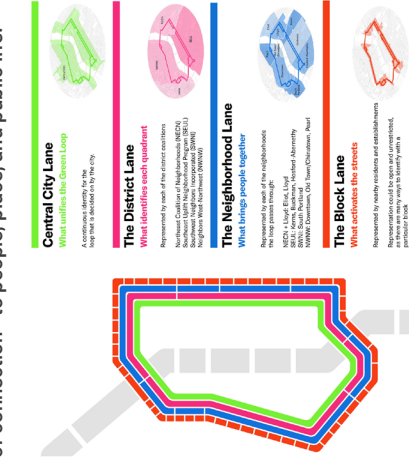 of connection to people, place, and public life.
Central City Lane
What unifies the Green Loop
A continuous identity for the
loop that is decided on by the city.
The District Lane
What identifies each quadrant
Represented by each of the district coalitions
Northeast Coalition of Neighborhoods (NECN)
Southeast Uplift Neighborhood Program (SEUL)
Southwest Neighbors Incorporated (SWNI)
Neighbors West-Northwest (NWNW)
The Neighborhood Lane
What brings people together
Represented by each of the neighborhoods
the loop passes through:
NECN + Lloyd: Eliot, Lloyd
SEUL: Kerns, Buckman, Hosford-Abernethy
SWNI: South Portland
NWNW: Downtown, Old Town/Chinatown, Pearl
The Block Lane
What activates the streets
Represented by nearby residents and establishments
Representation could be open and unrestricted,
as there are many ways to identify with a
particular block